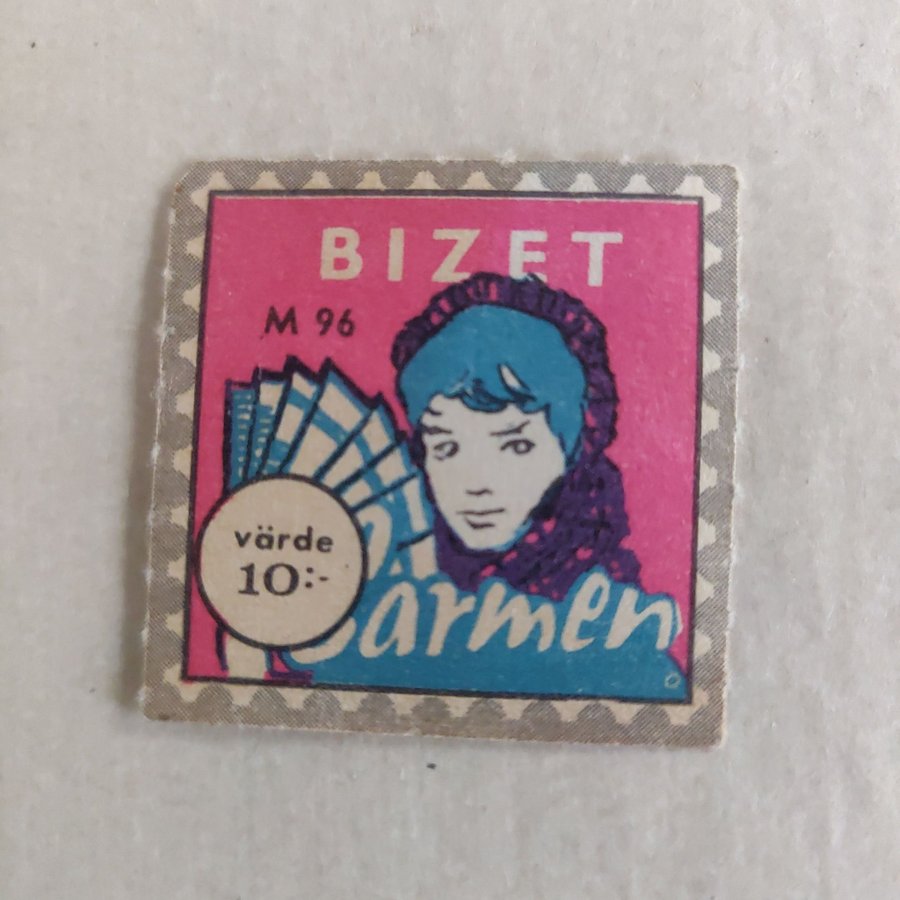 BIZET
M 96
värde
10:-
Carmen